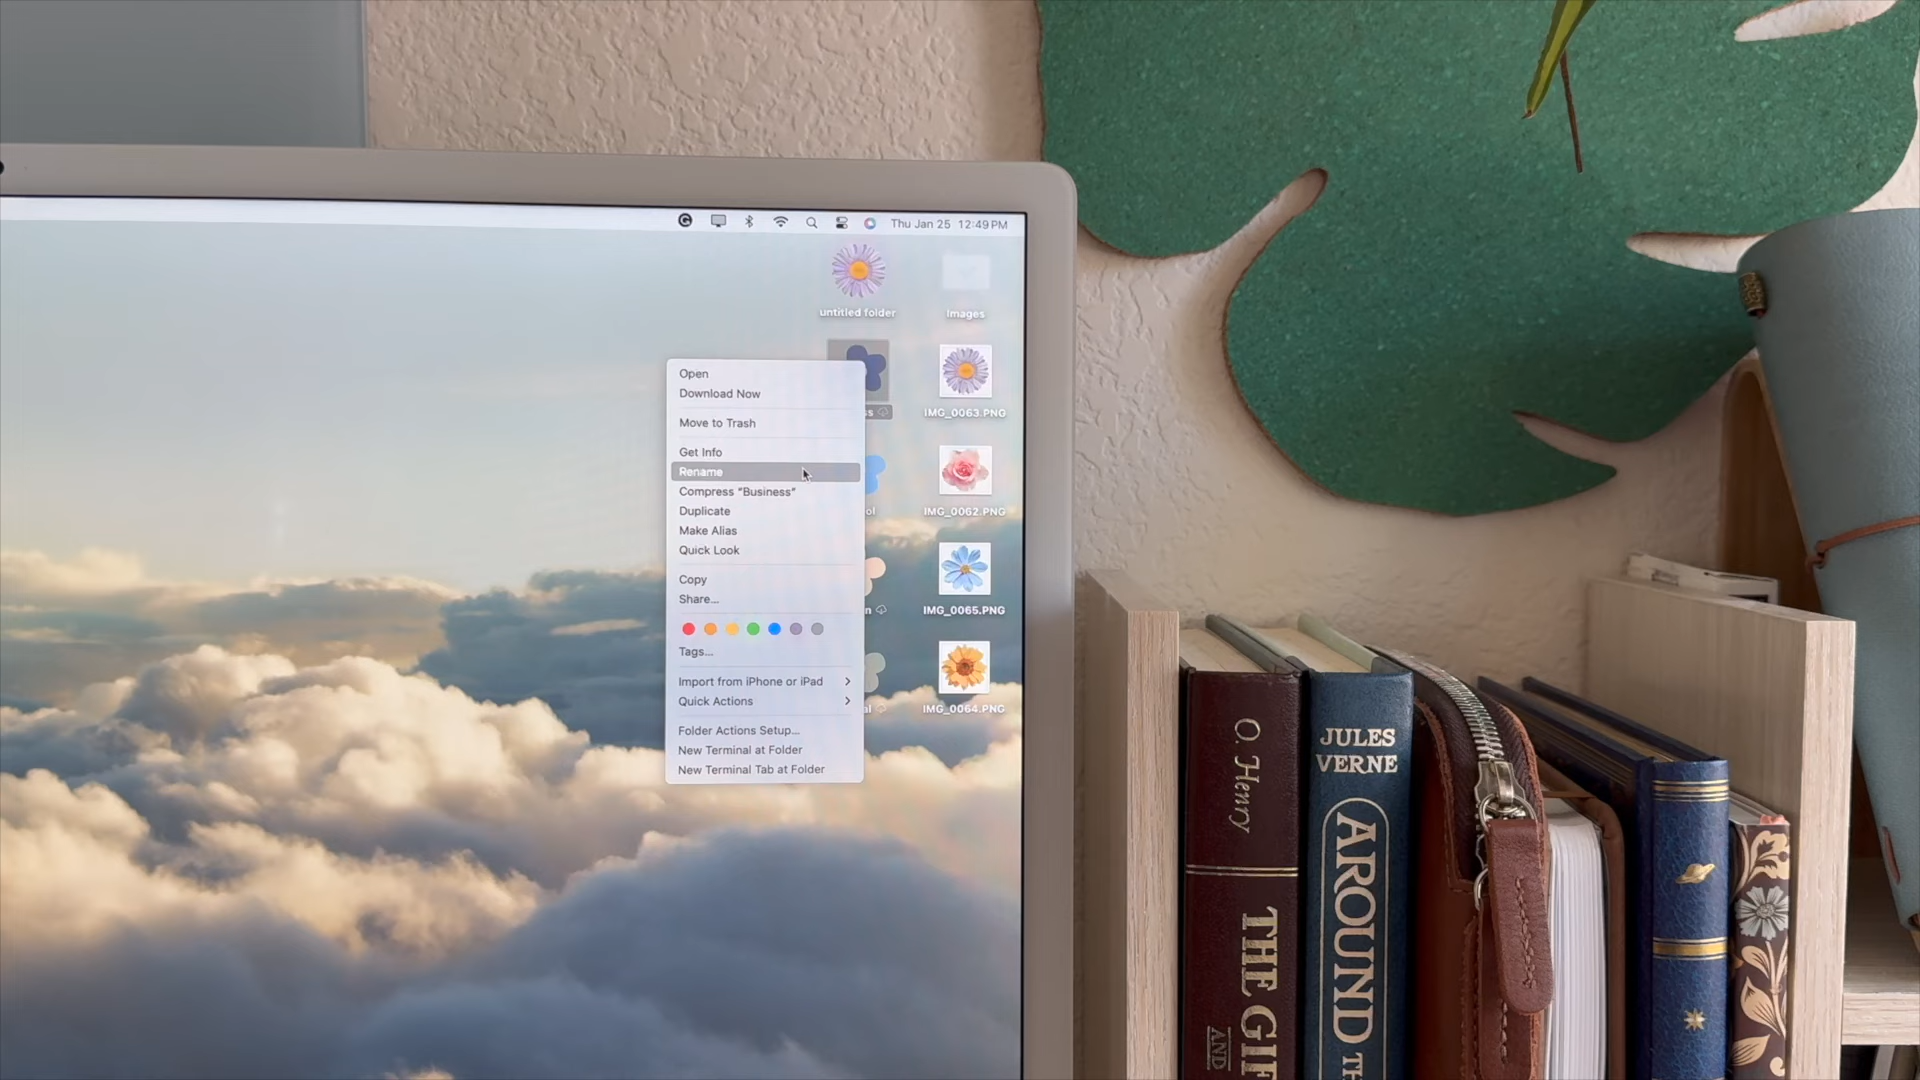 Thu Jan 25 12:49 PM
untitled folder
Images
Open
Download Now
Move to Trash
Get Info
Rename
Compress “Business”
Duplicate
Make Alias
Quick Look
Copy
Share...
Tags...
Import from iPhone or iPad
Quick Actions
Folder Actions Setup...
New Terminal at Folder
New Terminal Tab at Folder
IMG_0063.PNG
IMG_0062.PNG
IMG_0065.PNG
IMG_0064.PNG
O. Henry
THE GIF
AND
JULES
VERNE
AROUND TH